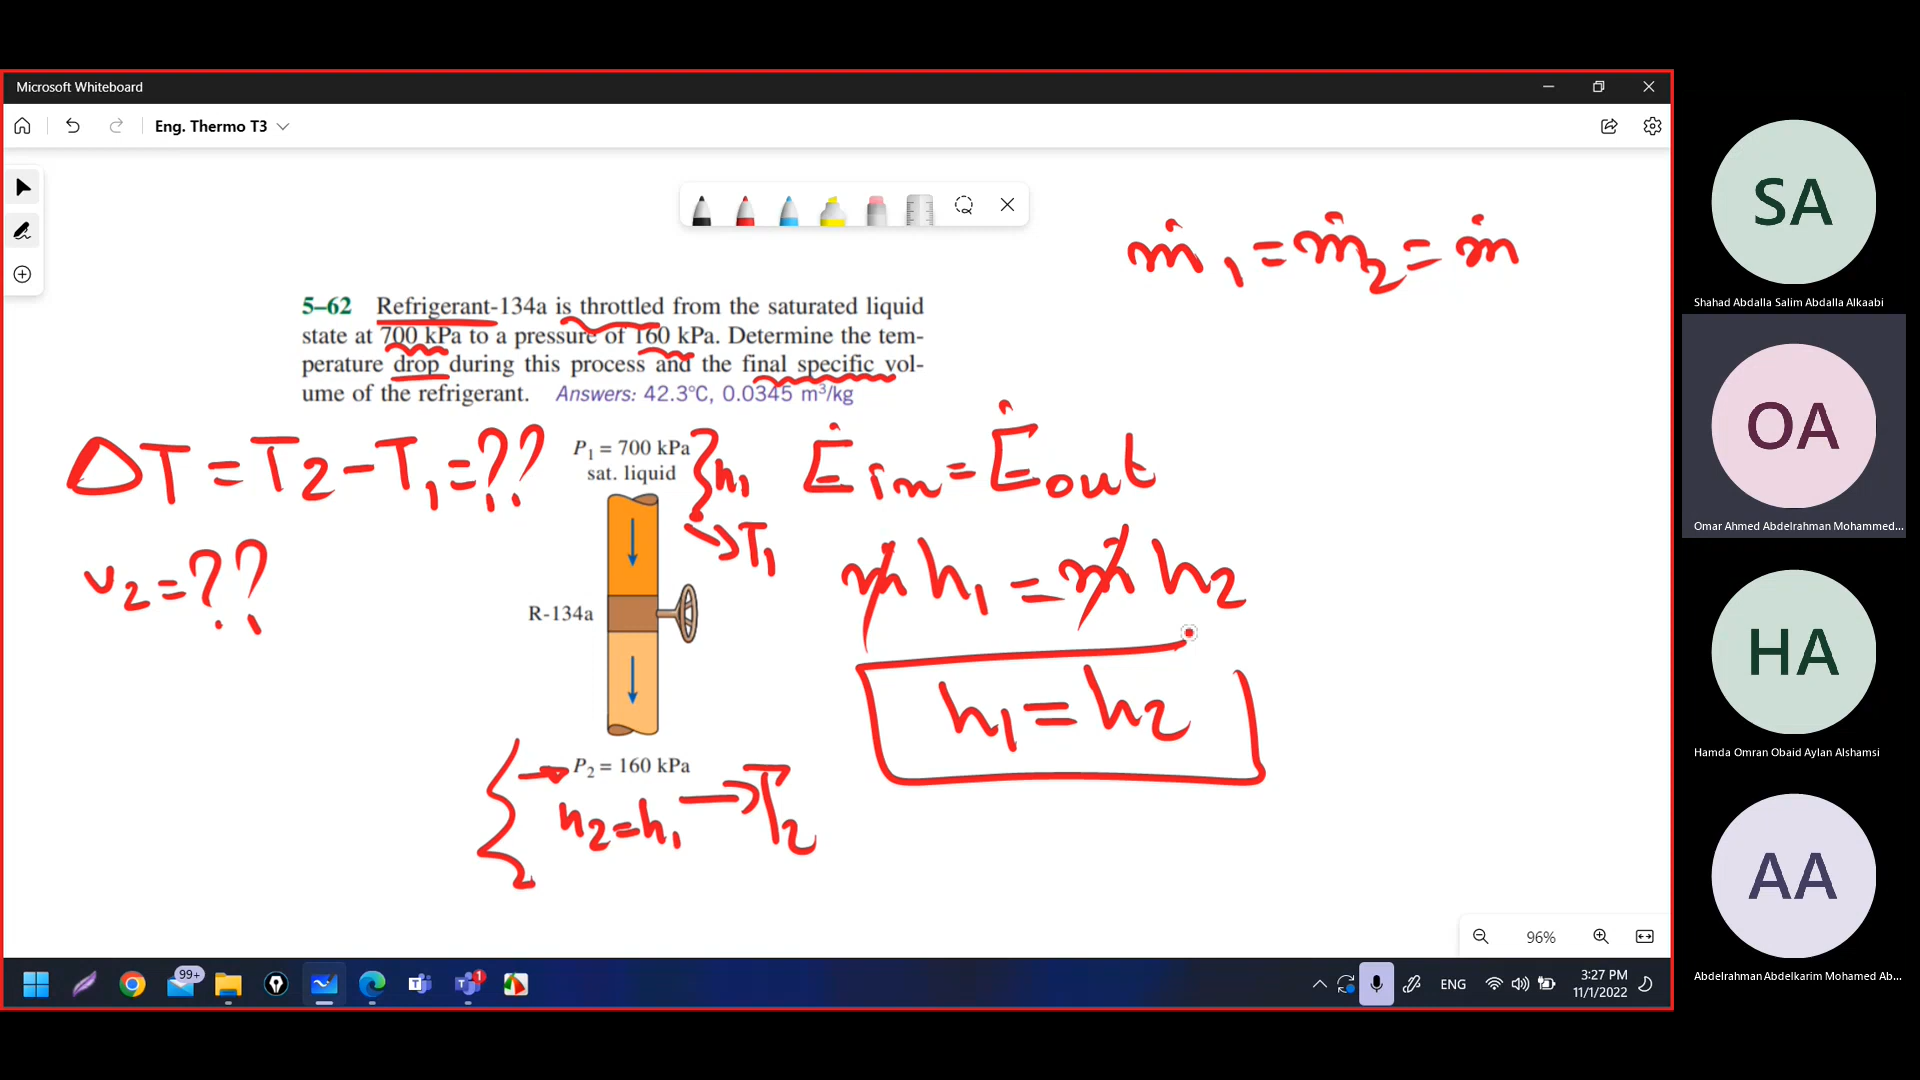 Microsoft Whiteboard
Eng. Thermo T3
ṁ₁ = ṁ₂ = ṁ
5–62 Refrigerant-134a is throttled from the saturated liquid
state at 700 kPa to a pressure of 160 kPa. Determine the tem-
perature drop during this process and the final specific vol-
ume of the refrigerant. Answers: 42.3°C, 0.0345 m³/kg
ΔT = T2 - T₁ = ??
v2 = ??
P₁ = 700 kPa
sat. liquid
h₁
→ T₁
R-134a
P₂ = 160 kPa
h2 = h₁ → T2
Ėin = Ėout
ṁ h₁ = ṁ h2
h₁ = h2
96%
SA
Shahad Abdalla Salim Abdalla Alkaabi
OA
Omar Ahmed Abdelrahman Mohammed...
HA
Hamda Omran Obaid Aylan Alshamsi
AA
Abdelrahman Abdelkarim Mohamed Ab...
99+
1
ENG
3:27 PM
11/1/2022